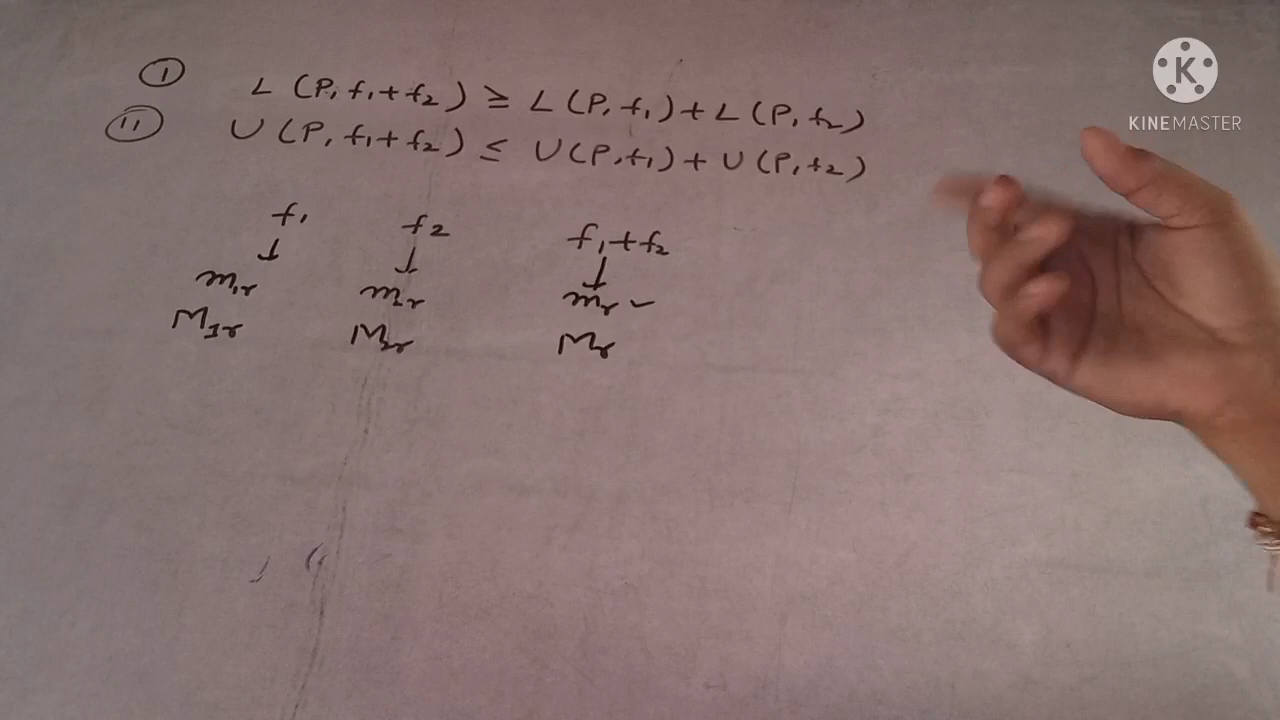 ① L (P, f₁+f₂) ≥ L (P, f₁) + L (P, f₂)
⑪ U (P, f₁+f₂) ≤ U (P, f₁) + U (P, f₂)
f₁ f₂ f₁+f₂
↓ ↓ ↓
m₁ᵣ m₂ᵣ mᵣ
M₁ᵣ M₂ᵣ Mᵣ
K
KINEMASTER